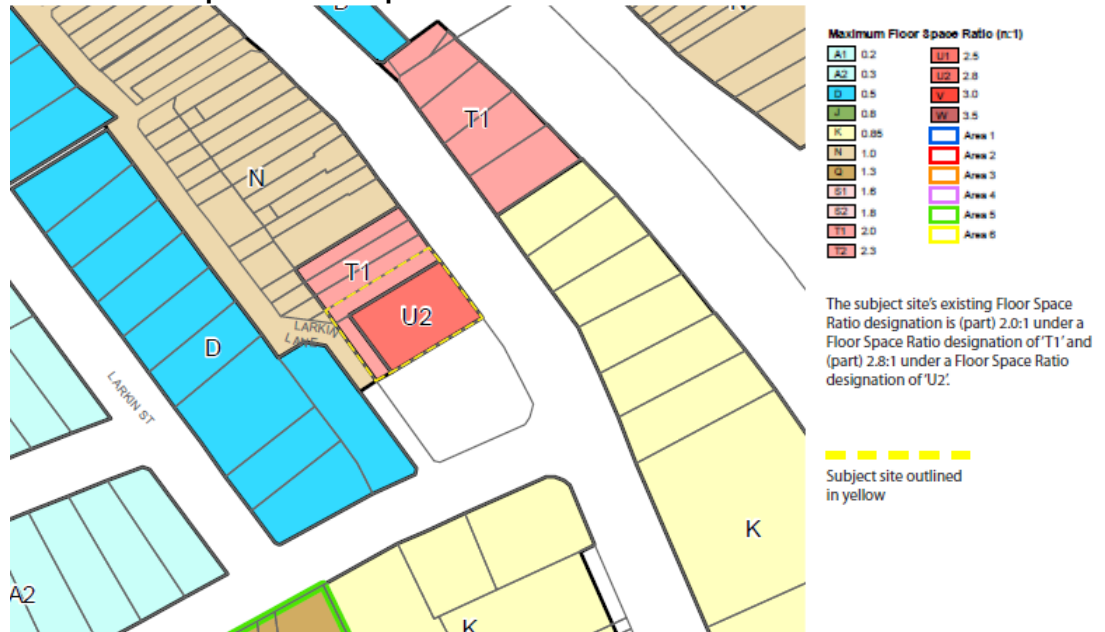 Maximum Floor Space Ratio (n:1)
A1 0.2
A2 0.3
D 0.5
J 0.8
K 0.85
N 1.0
Q 1.3
S1 1.6
S2 1.8
T1 2.0
T2 2.3
U1 2.5
U2 2.8
V 3.0
W 3.5
Area 1
Area 2
Area 3
Area 4
Area 5
Area 6
The subject site's existing Floor Space
Ratio designation is (part) 2.0:1 under a
Floor Space Ratio designation of 'T1' and
(part) 2.8:1 under a Floor Space Ratio
designation of 'U2'.
Subject site outlined
in yellow
D
N
T1
N
T1
U2
LARKIN
LANE
D
LARKIN ST
K
A2
K